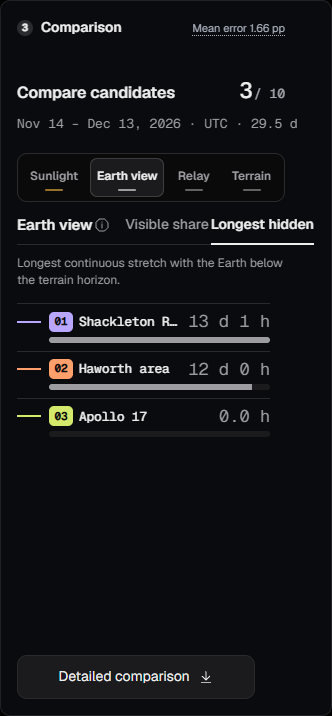 3 Comparison Mean error 1.66 pp
Compare candidates 3 / 10
Nov 14 – Dec 13, 2026 · UTC · 29.5 d
Sunlight Earth view Relay Terrain
Earth view ⓘ Visible share Longest hidden
Longest continuous stretch with the Earth below
the terrain horizon.
01 Shackleton R… 13 d 1 h
02 Haworth area 12 d 0 h
03 Apollo 17 0.0 h
Detailed comparison